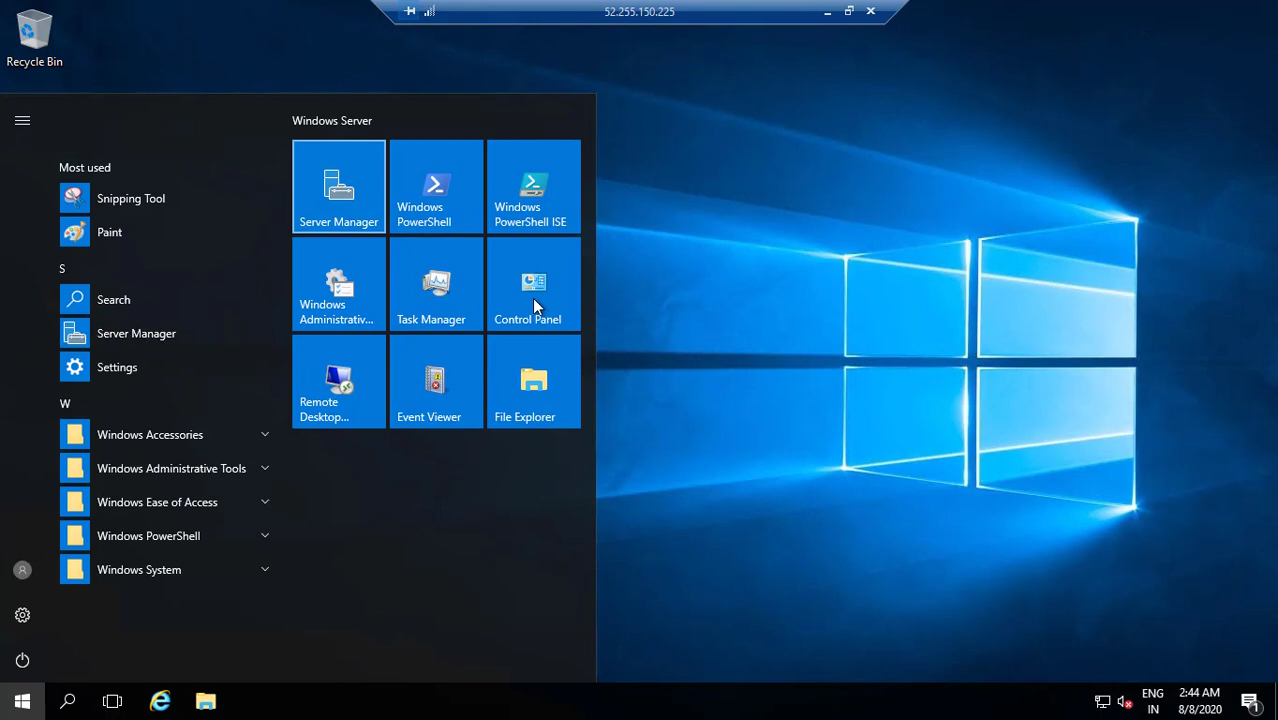 52.255.150.225
Recycle Bin
Windows Server
Most used
Snipping Tool
Paint
S
Search
Server Manager
Settings
W
Windows Accessories
Windows Administrative Tools
Windows Ease of Access
Windows PowerShell
Windows System
Server Manager
Windows
PowerShell
Windows
PowerShell ISE
Windows
Administrativ...
Task Manager
Control Panel
Remote
Desktop...
Event Viewer
File Explorer
ENG
IN
2:44 AM
8/8/2020
1